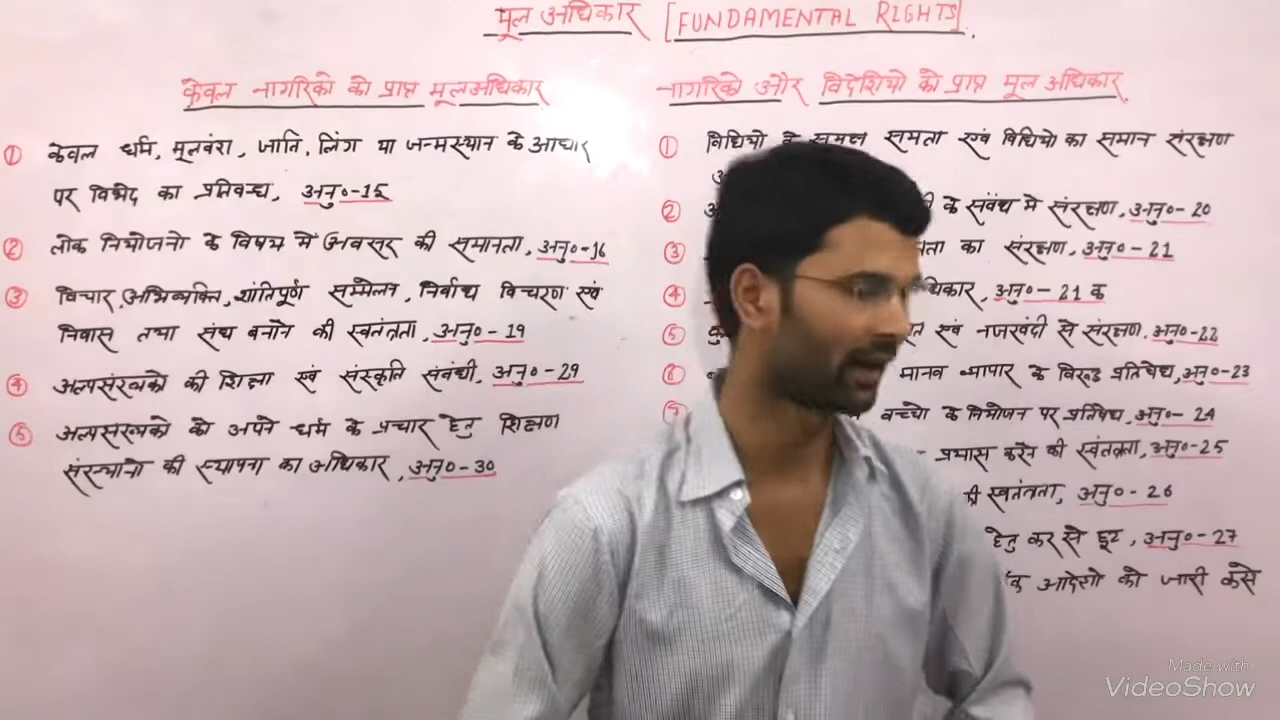 मूल अधिकार [FUNDAMENTAL RIGHTS].
केवल नागरिको को प्राप्त मूलअधिकार
① केवल धर्म, मूलवंश, जाति, लिंग या जन्मस्थान के आधार
पर विभेद का प्रतिबन्ध, अनु०-15
② लोक नियोजनो के विषय में अवसर की समानता, अनु०-16
③ विचार, अभिव्यक्ति, शांतिपूर्ण सम्मेलन, निर्वाध विचरण एवं
निवास तथा संघ बनाने की स्वतंत्रता, अनु०-19
④ अल्पसंख्यको की शिक्षा एवं संस्कृति संबंधी, अनु०-29
⑤ अल्पसंख्यको को अपने धर्म के प्रचार हेतु शिक्षण
संस्थानो की स्थापना का अधिकार, अनु०-30
नागरिको और विदेशियो को प्राप्त मूल अधिकार
① विधियो के समक्ष समता एवं विधियो का समान संरक्षण
② के संबंध मे संरक्षण, अनु०-20
③ का संरक्षण, अनु०-21
④ अनु०-21 क
⑤ एवं नजरबंदी से संरक्षण, अनु०-22
मानव व्यापार के विरूद्ध प्रतिषेध, अनु०-23
बच्चो के नियोजन पर प्रतिषेध, अनु०-24
प्रयास करने की स्वंतत्रता, अनु०-25
स्वतंत्रता, अनु०-26
हेतु कर से छूट, अनु०-27
आदेशो को जारी करने
Made with
VideoShow